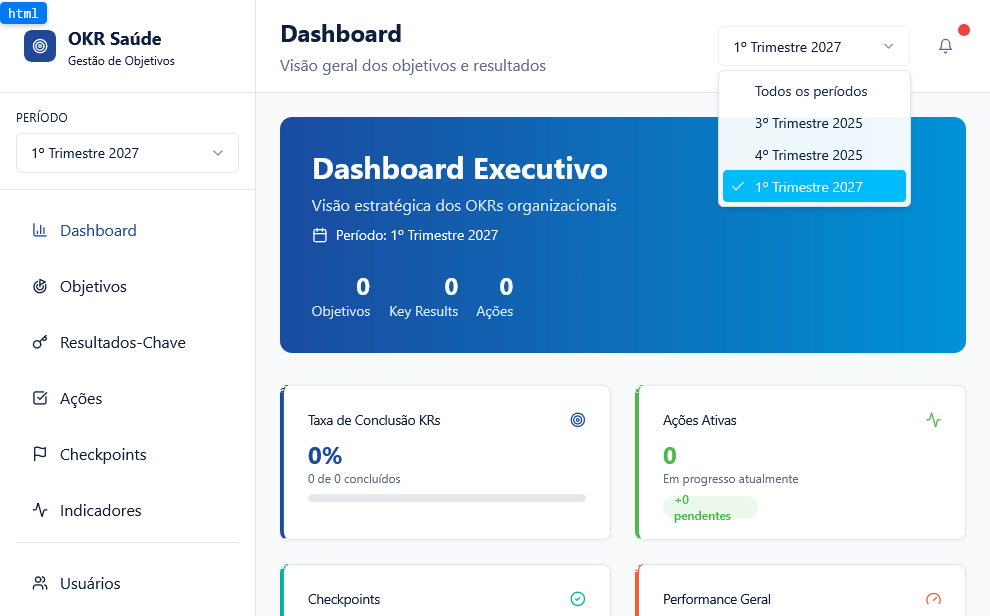 html
OKR Saúde
Gestão de Objetivos
PERÍODO
1º Trimestre 2027
Dashboard
Objetivos
Resultados-Chave
Ações
Checkpoints
Indicadores
Usuários
Dashboard
Visão geral dos objetivos e resultados
1º Trimestre 2027
Todos os períodos
3º Trimestre 2025
4º Trimestre 2025
1º Trimestre 2027
Dashboard Executivo
Visão estratégica dos OKRs organizacionais
Período: 1º Trimestre 2027
0 0 0
Objetivos Key Results Ações
Taxa de Conclusão KRs
0%
0 de 0 concluídos
Ações Ativas
0
Em progresso atualmente
+0
pendentes
Checkpoints
Performance Geral